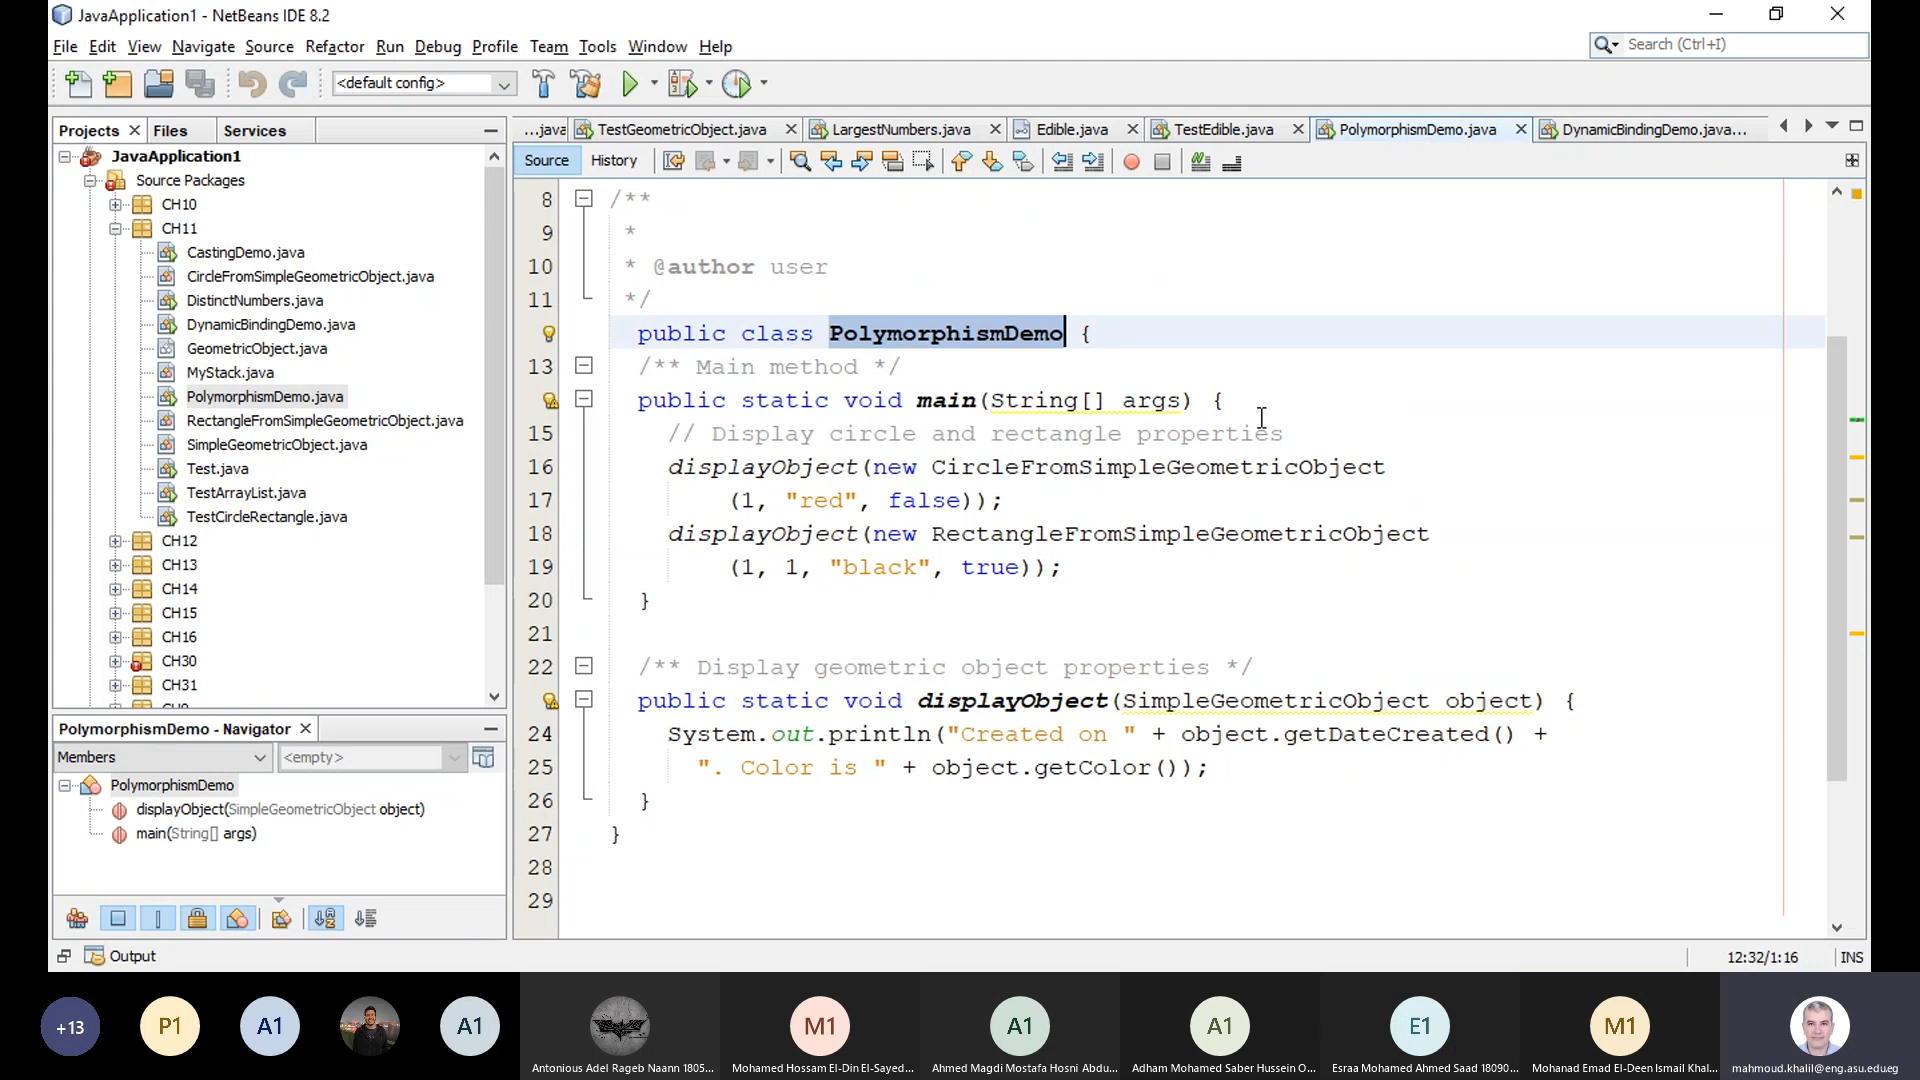 JavaApplication1 - NetBeans IDE 8.2
File Edit View Navigate Source Refactor Run Debug Profile Team Tools Window Help
Search (Ctrl+I)
<default config>
Projects Files Services
JavaApplication1
Source Packages
CH10
CH11
CastingDemo.java
CircleFromSimpleGeometricObject.java
DistinctNumbers.java
DynamicBindingDemo.java
GeometricObject.java
MyStack.java
PolymorphismDemo.java
RectangleFromSimpleGeometricObject.java
SimpleGeometricObject.java
Test.java
TestArrayList.java
TestCircleRectangle.java
CH12
CH13
CH14
CH15
CH16
CH30
CH31
PolymorphismDemo - Navigator
Members <empty>
PolymorphismDemo
displayObject(SimpleGeometricObject object)
main(String[] args)
...java TestGeometricObject.java LargestNumbers.java Edible.java TestEdible.java PolymorphismDemo.java DynamicBindingDemo.java...
Source History
8 /**
9 *
10 * @author user
11 */
public class PolymorphismDemo {
13 /** Main method */
public static void main(String[] args) {
15 // Display circle and rectangle properties
16 displayObject(new CircleFromSimpleGeometricObject
17 (1, "red", false));
18 displayObject(new RectangleFromSimpleGeometricObject
19 (1, 1, "black", true));
20 }
21
22 /** Display geometric object properties */
public static void displayObject(SimpleGeometricObject object) {
24 System.out.println("Created on " + object.getDateCreated() +
25 ". Color is " + object.getColor());
26 }
27 }
28
29
Output
12:32/1:16 INS
+13
P1
A1
A1
Antonious Adel Rageb Naann 1805...
M1
Mohamed Hossam El-Din El-Sayed...
A1
Ahmed Magdi Mostafa Hosni Abdu...
A1
Adham Mohamed Saber Hussein O...
E1
Esraa Mohamed Ahmed Saad 18090...
M1
Mohanad Emad El-Deen Ismail Khal...
mahmoud.khalil@eng.asu.edu.eg